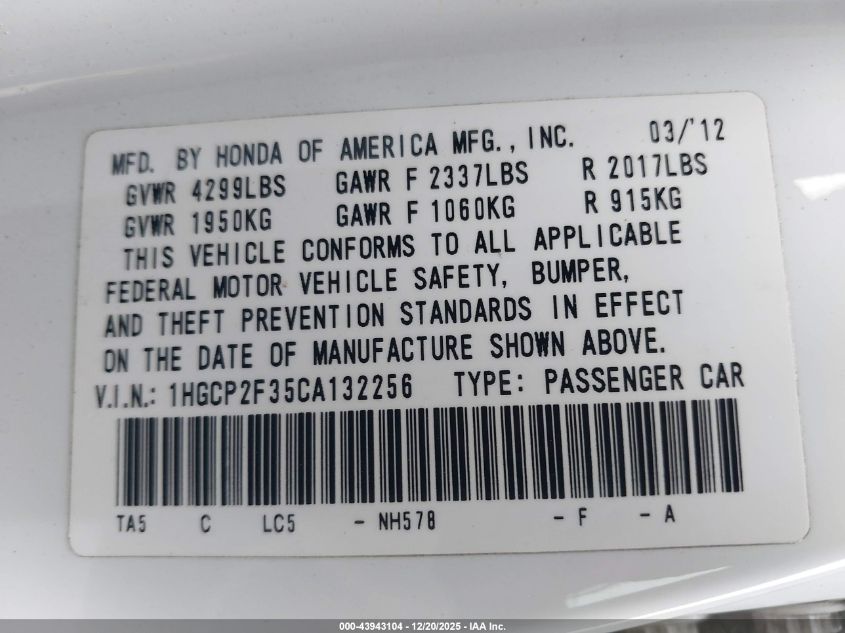 MFD. BY HONDA OF AMERICA MFG., INC. 03/'12
GVWR 4299LBS GAWR F 2337LBS R 2017LBS
GVWR 1950KG GAWR F 1060KG R 915KG
THIS VEHICLE CONFORMS TO ALL APPLICABLE
FEDERAL MOTOR VEHICLE SAFETY, BUMPER,
AND THEFT PREVENTION STANDARDS IN EFFECT
ON THE DATE OF MANUFACTURE SHOWN ABOVE.
V.I.N.: 1HGCP2F35CA132256 TYPE: PASSENGER CAR
TA5 C LC5 - NH578 - F - A
000-43943104 - 12/20/2025 - IAA Inc.